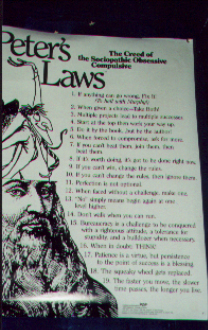 Peter's
Laws
The Creed of
the Sociopathic Obsessive
Compulsive
1. If anything can go wrong, Fix It!
(To hell with Murphy)
2. When given a choice—Take Both!
3. Multiple projects lead to multiple successes.
4. Start at the top then work your way up.
5. Do it by the book...but be the author!
6. When forced to compromise, ask for more.
7. If you can't beat them, join them, then
beat them.
8. If it's worth doing, it's got to be done right now.
9. If you can't win, change the rules.
10. If you can't change the rules, then ignore them.
11. Perfection is not optional.
12. When faced without a challenge, make one.
13. "No" simply means begin again at one
level higher.
14. Don't walk when you can run.
15. Bureaucracy is a challenge to be conquered
with a righteous attitude, a tolerance for
stupidity, and a bulldozer when necessary.
16. When in doubt: THINK!
17. Patience is a virtue, but persistence
to the point of success is a blessing.
18. The squeaky wheel gets replaced.
19. The faster you move, the slower
time passes, the longer you live.